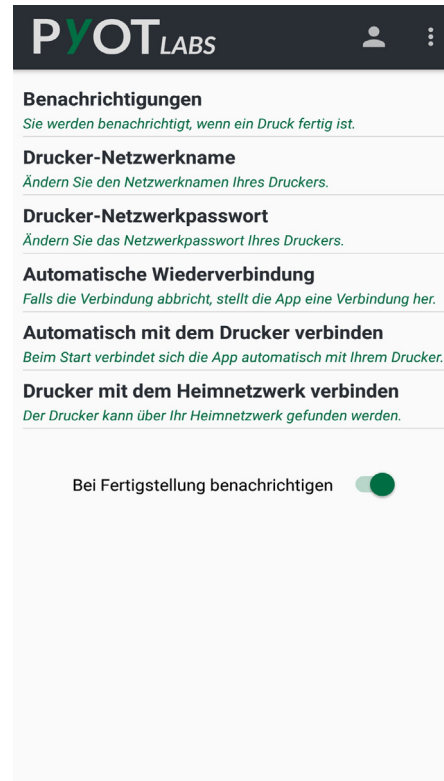 PYOT LABS
Benachrichtigungen
Sie werden benachrichtigt, wenn ein Druck fertig ist.
Drucker-Netzwerkname
Ändern Sie den Netzwerknamen Ihres Druckers.
Drucker-Netzwerkpasswort
Ändern Sie das Netzwerkpasswort Ihres Druckers.
Automatische Wiederverbindung
Falls die Verbindung abbricht, stellt die App eine Verbindung her.
Automatisch mit dem Drucker verbinden
Beim Start verbindet sich die App automatisch mit Ihrem Drucker.
Drucker mit dem Heimnetzwerk verbinden
Der Drucker kann über Ihr Heimnetzwerk gefunden werden.
Bei Fertigstellung benachrichtigen